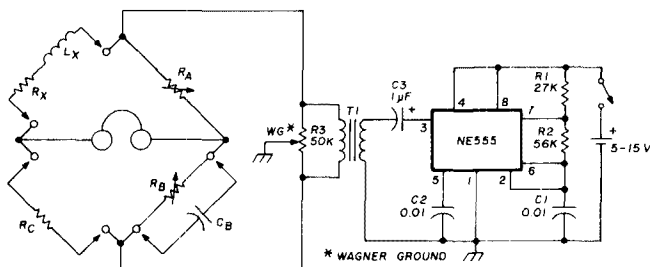 LX
RX
RA
RC
RB
CB
WG*
R3
50K
T1
C3
1µF
+
3
4
8
7
NE555
6
5
1
2
R1
27K
R2
56K
+
5-15V
C2
0.01
C1
0.01
* WAGNER GROUND